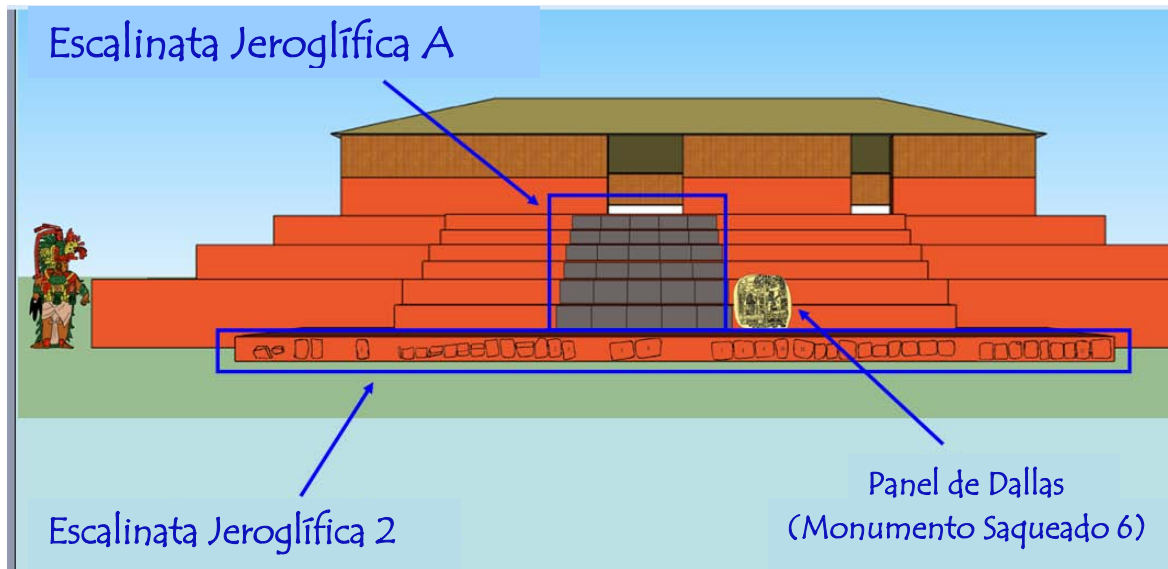 Escalinata Jeroglífica A
Escalinata Jeroglífica 2
Panel de Dallas
(Monumento Saqueado 6)